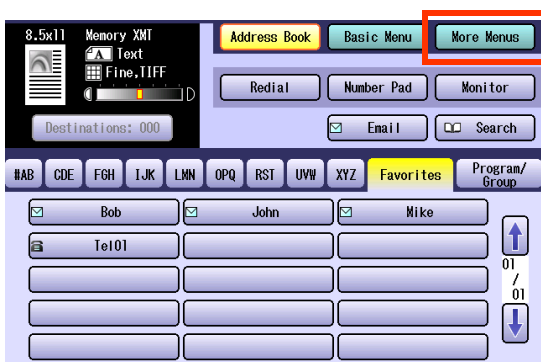 8.5x11 Memory XMT
A Text
Fine,TIFF
D
Destinations: 000
Address Book Basic Menu More Menus
Redial Number Pad Monitor
Email Search
#AB CDE FGH IJK LMN OPQ RST UVW XYZ Favorites Program/
Group
Bob John Mike
Tel01
01
/
01